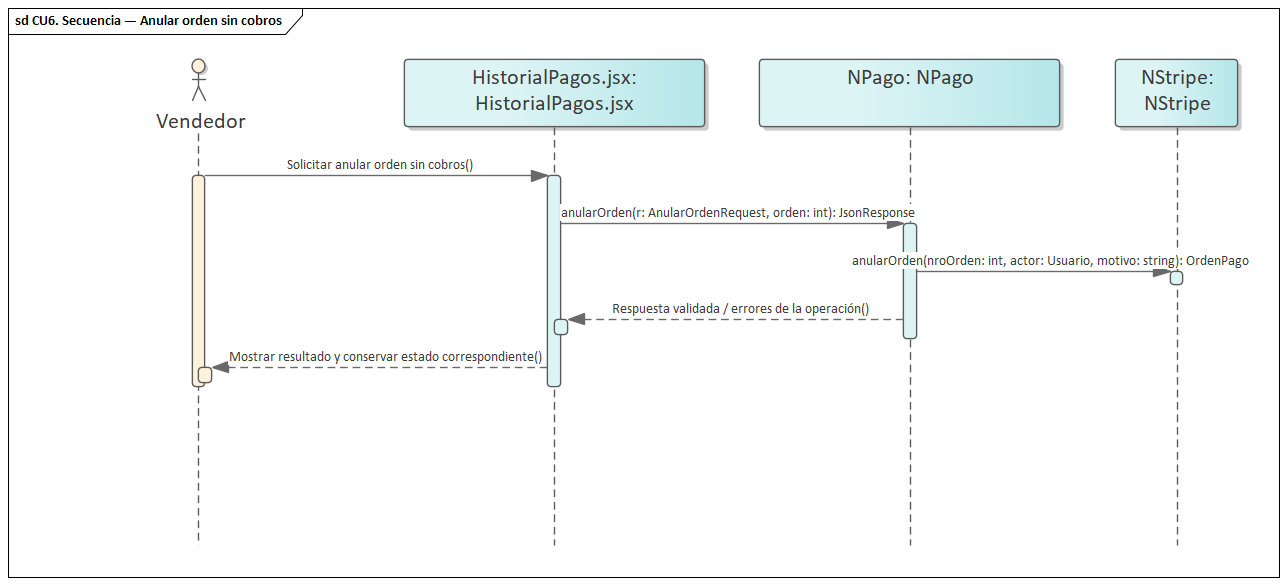 sd CU6. Secuencia — Anular orden sin cobros
HistorialPagos.jsx:
HistorialPagos.jsx
NPago: NPago
NStripe:
NStripe
Vendedor
Solicitar anular orden sin cobros()
anularOrden(r: AnularOrdenRequest, orden: int): JsonResponse
anularOrden(nroOrden: int, actor: Usuario, motivo: string): OrdenPago
Respuesta validada / errores de la operación()
Mostrar resultado y conservar estado correspondiente()